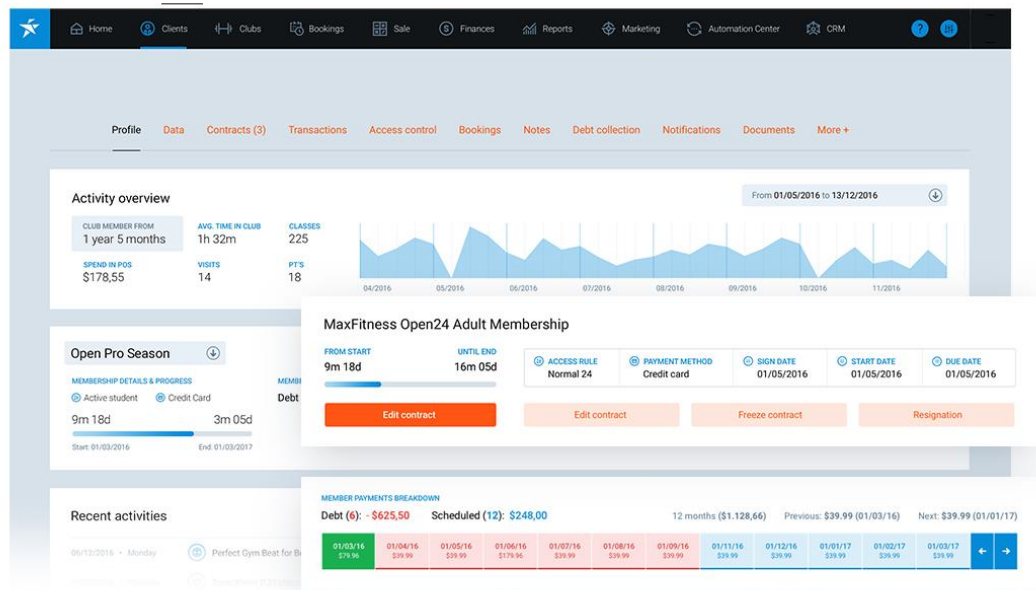 Home Clients Clubs Bookings Sale Finances Reports Marketing Automation Center CRM ?
Profile Data Contracts (3) Transactions Access control Bookings Notes Debt collection Notifications Documents More +
Activity overview
From 01/05/2016 to 13/12/2016
CLUB MEMBER FROM AVG. TIME IN CLUB CLASSES
1 year 5 months 1h 32m 225
SPEND IN POS VISITS PT'S
$178,55 14 18
04/2016 05/2016 06/2016 07/2016 08/2016 09/2016 10/2016 11/2016
MaxFitness Open24 Adult Membership
FROM START UNTIL END
9m 18d 16m 05d
ACCESS RULE PAYMENT METHOD SIGN DATE START DATE DUE DATE
Normal 24 Credit card 01/05/2016 01/05/2016 01/05/2016
Edit contract Edit contract Freeze contract Resignation
Open Pro Season
MEMBERSHIP DETAILS & PROGRESS
Active student Credit Card
Debt
9m 18d 3m 05d
Start: 01/03/2016 End: 01/03/2017
MEMBER PAYMENTS BREAKDOWN
Debt (6): - $625,50 Scheduled (12): $248,00 12 months ($1.128,66) Previous: $39.99 (01/03/16) Next: $39.99 (01/01/17)
01/03/16 01/04/16 01/05/16 01/06/16 01/07/16 01/08/16 01/09/16 01/11/16 01/12/16 01/01/17 01/02/17 01/03/17
$79.96 $39.99 $39.99 $179.96 $39.99 $39.99 $39.99 $39.99 $39.99 $39.99 $39.99 $39.99
Recent activities
06/12/2016 • Monday Perfect Gym Beat for